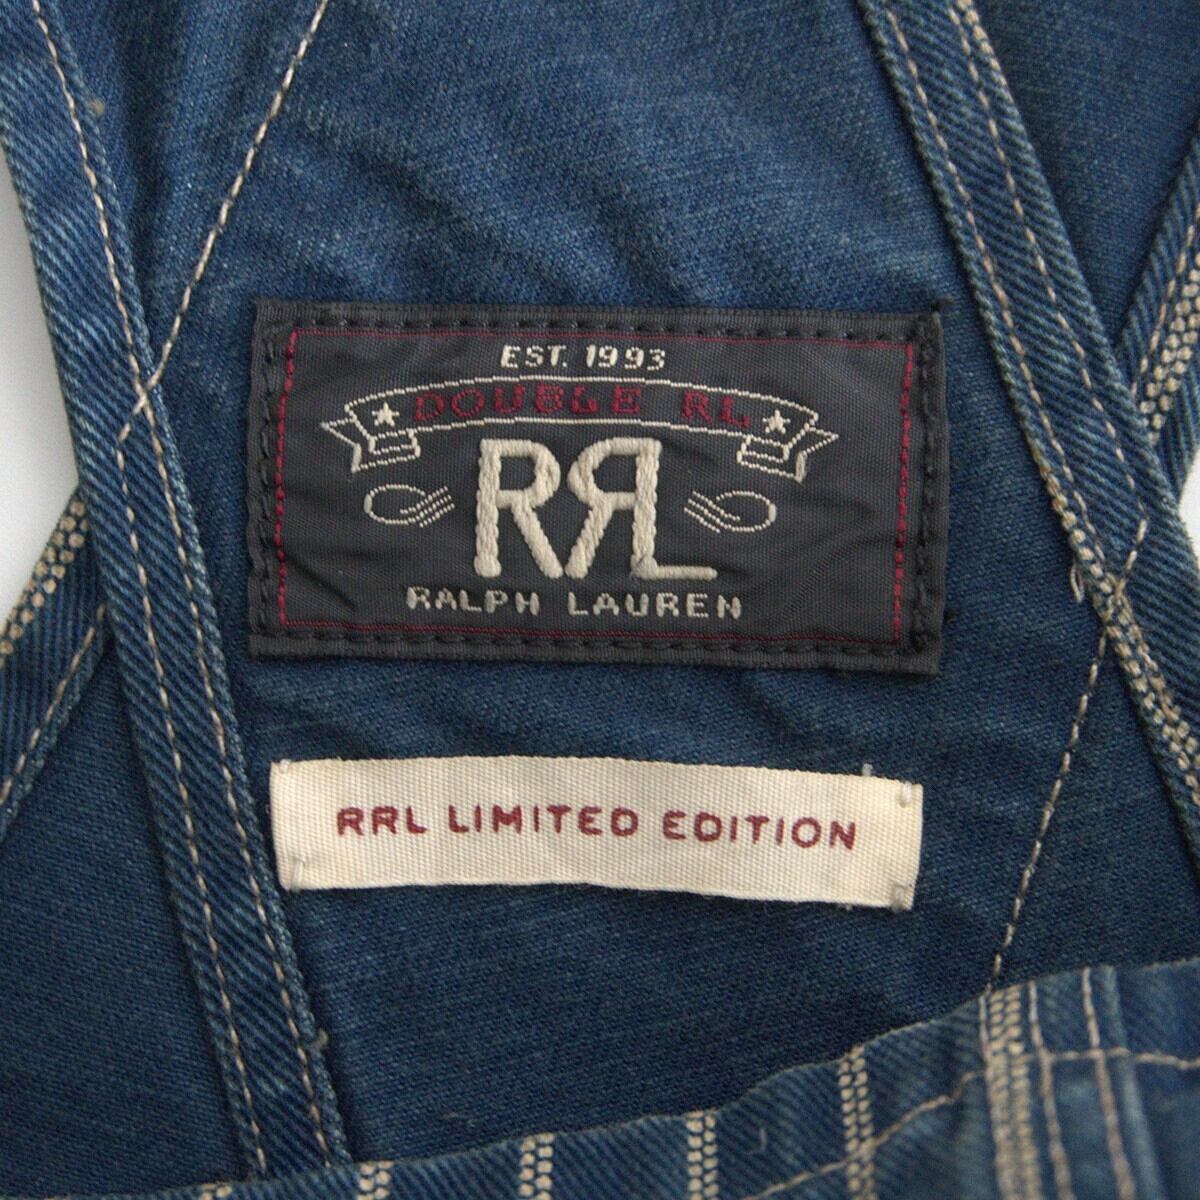 EST. 1993
DOUBLE RL
RRL
RALPH LAUREN
RRL LIMITED EDITION